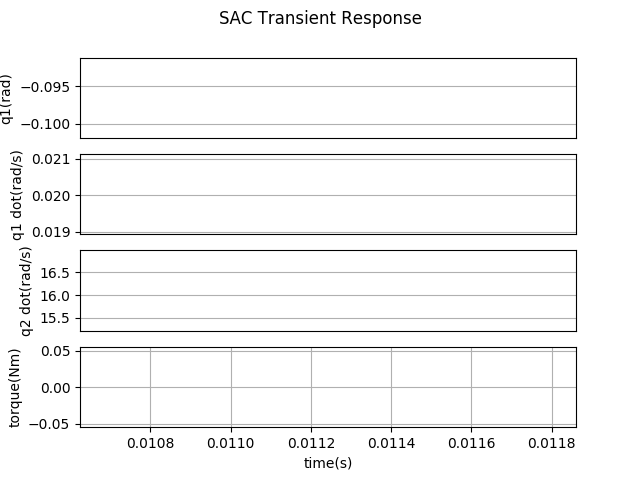 SAC Transient Response
q1(rad)
−0.095
−0.100
q1 dot(rad/s)
0.021
0.020
0.019
q2 dot(rad/s)
16.5
16.0
15.5
torque(Nm)
0.05
0.00
−0.05
0.0108 0.0110 0.0112 0.0114 0.0116 0.0118
time(s)